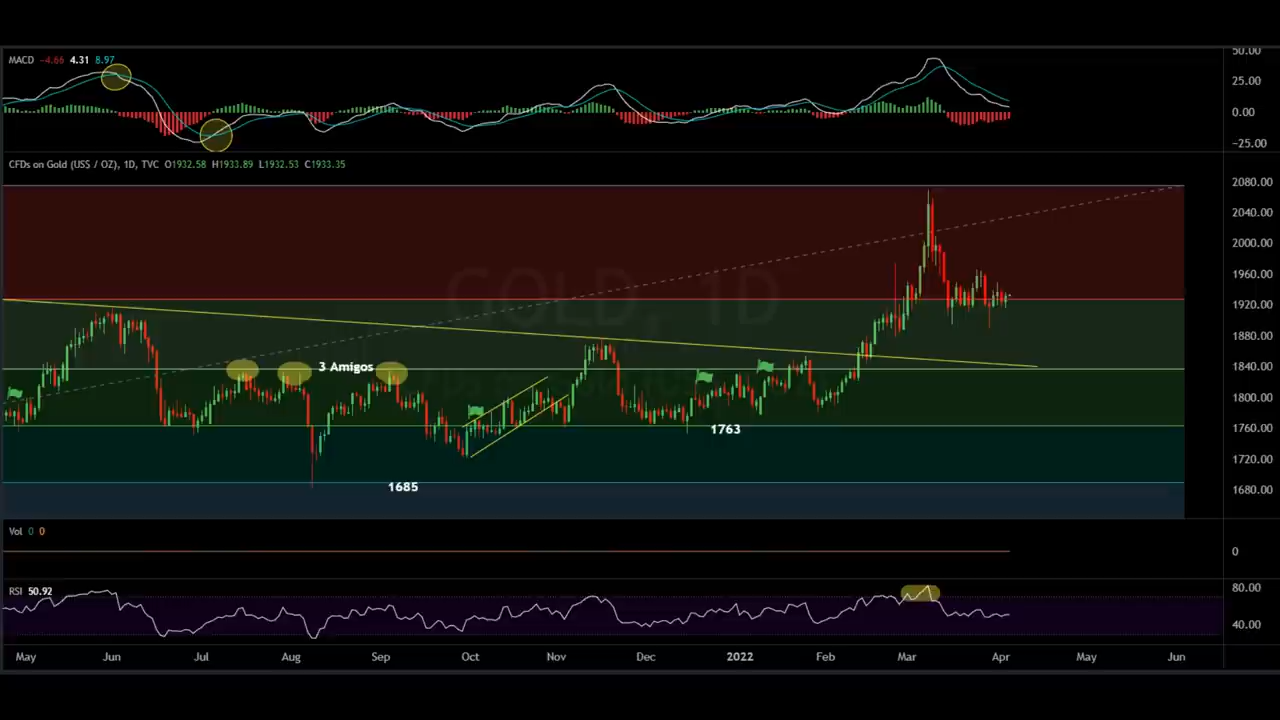 50.00
MACD -4.66 4.31 8.97
25.00
0.00
-25.00
CFDs on Gold (US$ / OZ), 1D, TVC O1932.58 H1933.89 L1932.53 C1933.35
2080.00
2040.00
2000.00
1960.00
1920.00
1880.00
1840.00
1800.00
1760.00
1720.00
1680.00
GOLD, 1D
3 Amigos
1763
1685
Vol 0 0
0
RSI 50.92
80.00
40.00
May Jun Jul Aug Sep Oct Nov Dec 2022 Feb Mar Apr May Jun